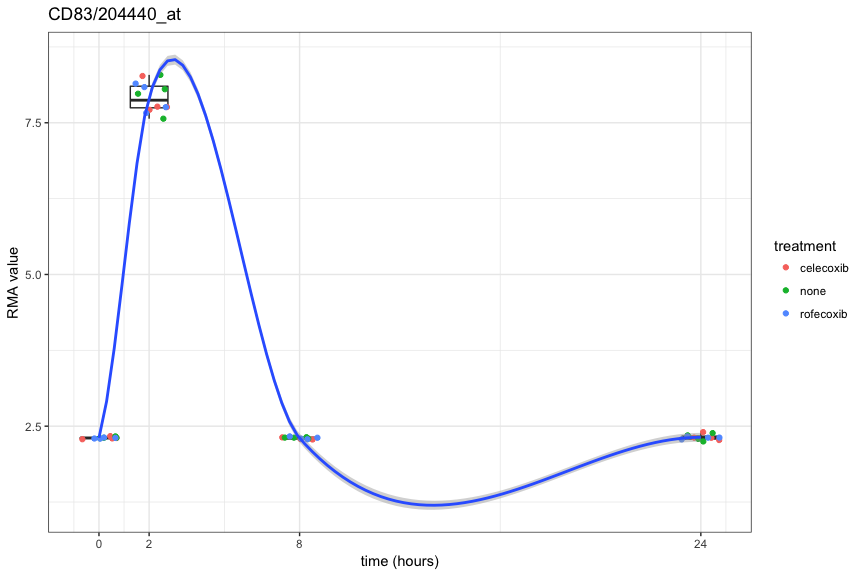 CD83/204440_at
RMA value
7.5
5.0
2.5
0 2 8 24
time (hours)
treatment
celecoxib
none
rofecoxib